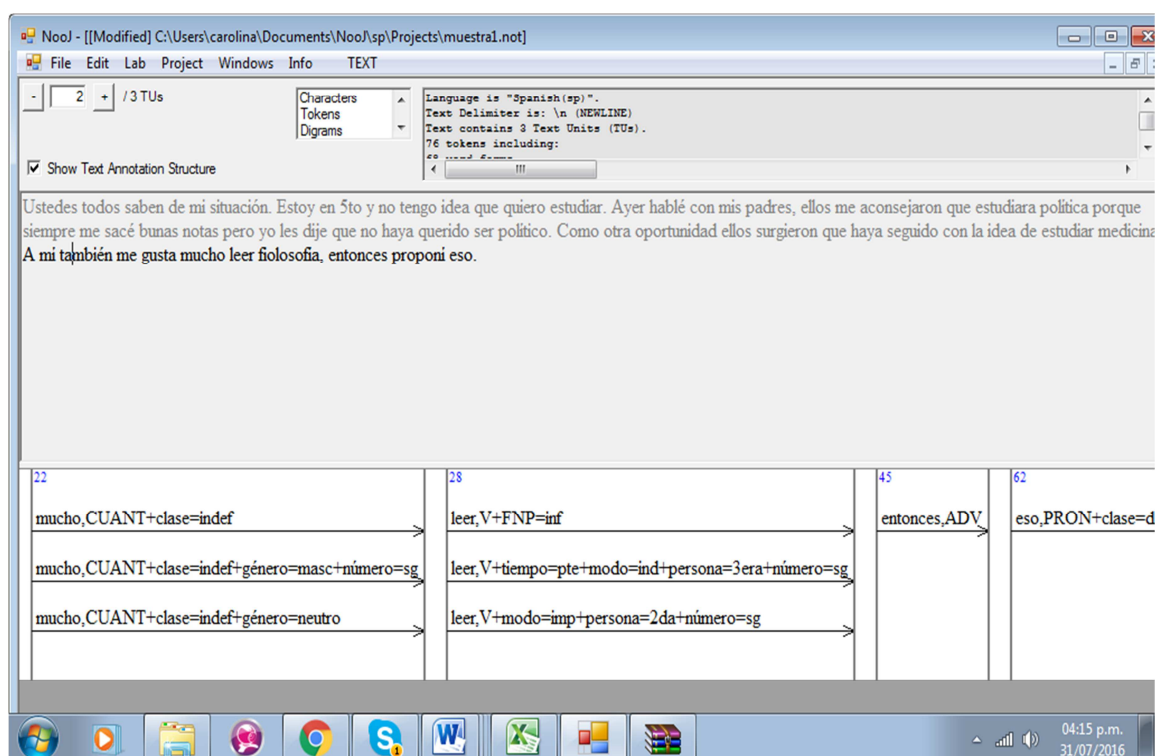 NooJ - [[Modified] C:\Users\carolina\Documents\NooJ\sp\Projects\muestra1.not]
File Edit Lab Project Windows Info TEXT
- 2 + / 3 TUs
Characters
Tokens
Digrams
Language is "Spanish(sp)".
Text Delimiter is: \n (NEWLINE)
Text contains 3 Text Units (TUs).
76 tokens including:
Show Text Annotation Structure
Ustedes todos saben de mi situación. Estoy en 5to y no tengo idea que quiero estudiar. Ayer hablé con mis padres, ellos me aconsejaron que estudiara política porque
siempre me sacé bunas notas pero yo les dije que no haya querido ser político. Como otra oportunidad ellos surgieron que haya seguido con la idea de estudiar medicina
A mi también me gusta mucho leer fiolosofia, entonces proponi eso.
22 28 45 62
mucho,CUANT+clase=indef leer,V+FNP=inf entonces,ADV eso,PRON+clase=d
mucho,CUANT+clase=indef+género=masc+número=sg leer,V+tiempo=pte+modo=ind+persona=3era+número=sg
mucho,CUANT+clase=indef+género=neutro leer,V+modo=imp+persona=2da+número=sg
04:15 p.m.
31/07/2016